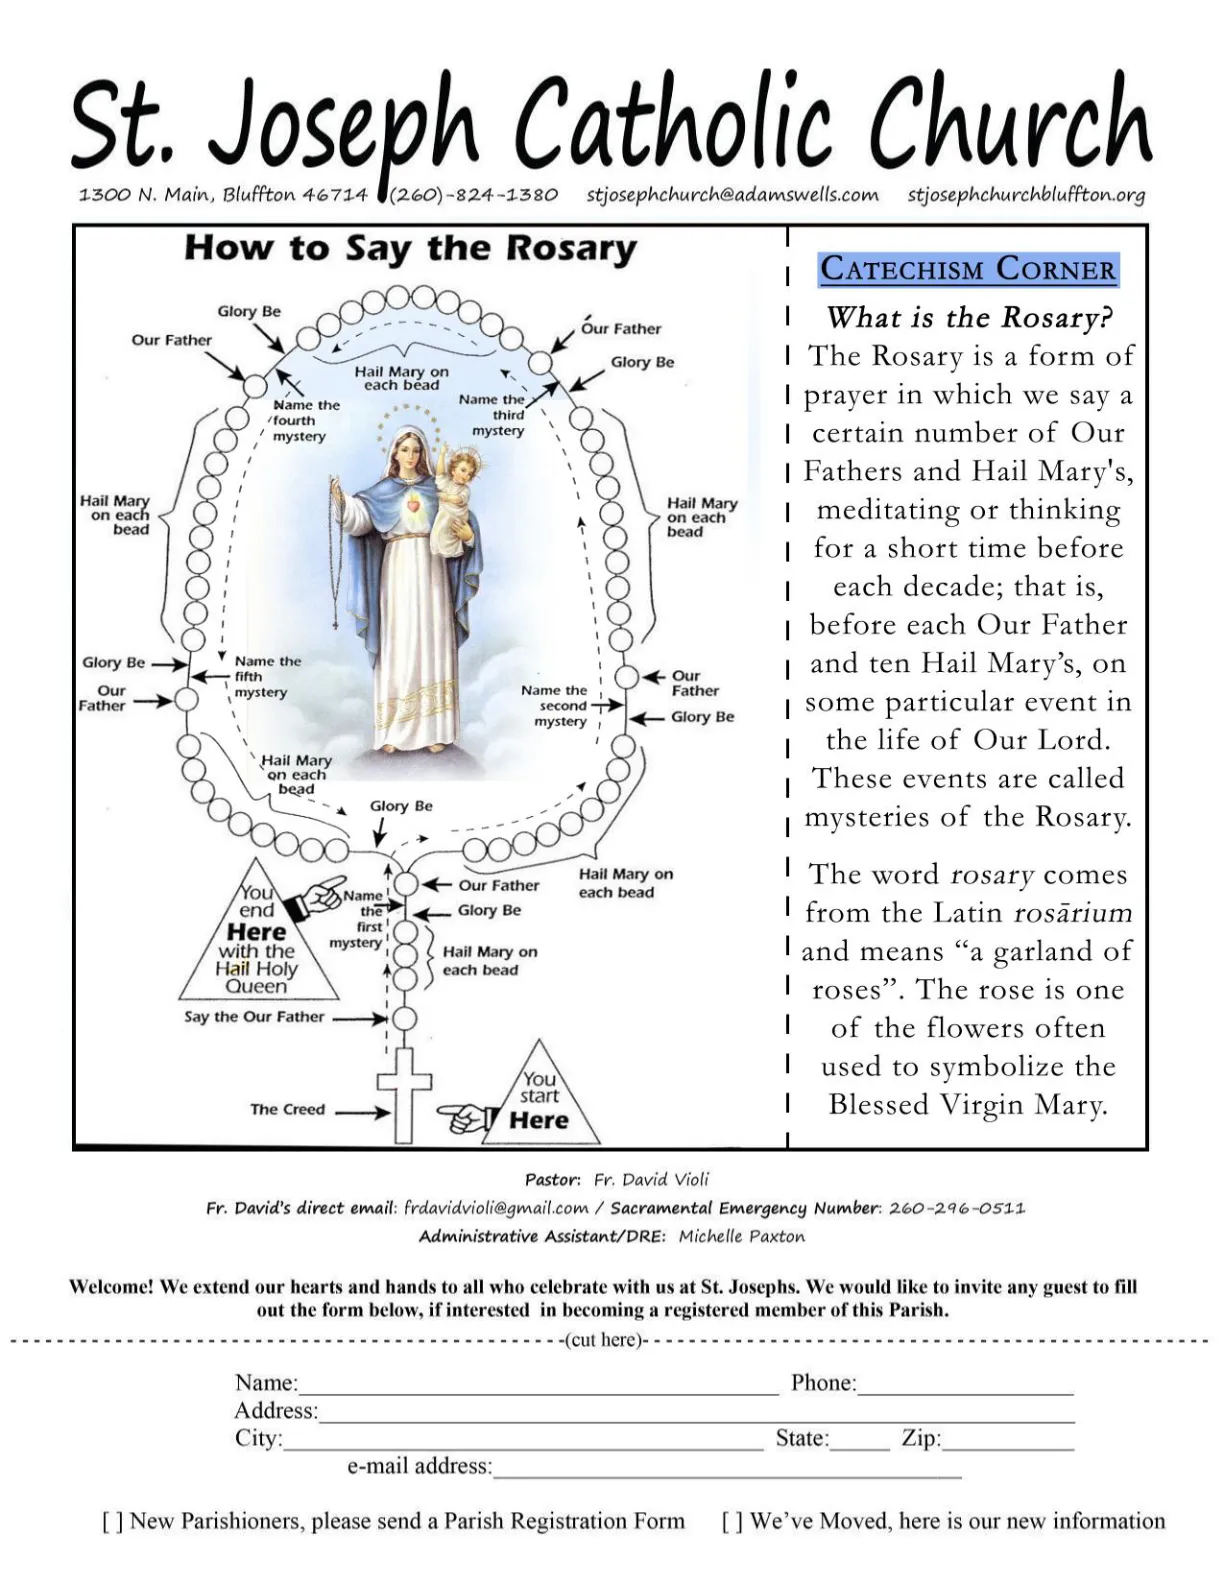 St. Joseph Catholic Church
1300 N. Main, Bluffton 46714 (260)-824-1380 stjosephchurch@adamswells.com stjosephchurchbluffton.org
How to Say the Rosary
Glory Be
Our Father
Our Father
Glory Be
Hail Mary on
each bead
Name the
fourth
mystery
Name the
third
mystery
Hail Mary
on each
bead
Hail Mary
on each
bead
Glory Be
Our
Father
Name the
fifth
mystery
Name the
second
mystery
Our
Father
Glory Be
Hail Mary
on each
bead
Glory Be
Hail Mary on
each bead
Our Father
Glory Be
Name
the
first
mystery
Hail Mary on
each bead
You
end
Here
with the
Hail Holy
Queen
Say the Our Father
The Creed
You
start
Here
CATECHISM CORNER
What is the Rosary?
The Rosary is a form of
prayer in which we say a
certain number of Our
Fathers and Hail Mary's,
meditating or thinking
for a short time before
each decade; that is,
before each Our Father
and ten Hail Mary’s, on
some particular event in
the life of Our Lord.
These events are called
mysteries of the Rosary.
The word rosary comes
from the Latin rosārium
and means “a garland of
roses”. The rose is one
of the flowers often
used to symbolize the
Blessed Virgin Mary.
Pastor: Fr. David Violi
Fr. David’s direct email: frdavidvioli@gmail.com / Sacramental Emergency Number: 260-296-0511
Administrative Assistant/DRE: Michelle Paxton
Welcome! We extend our hearts and hands to all who celebrate with us at St. Josephs. We would like to invite any guest to fill
out the form below, if interested in becoming a registered member of this Parish.
(cut here)
Name: Phone:
Address:
City: State: Zip:
e-mail address:
[ ] New Parishioners, please send a Parish Registration Form [ ] We’ve Moved, here is our new information